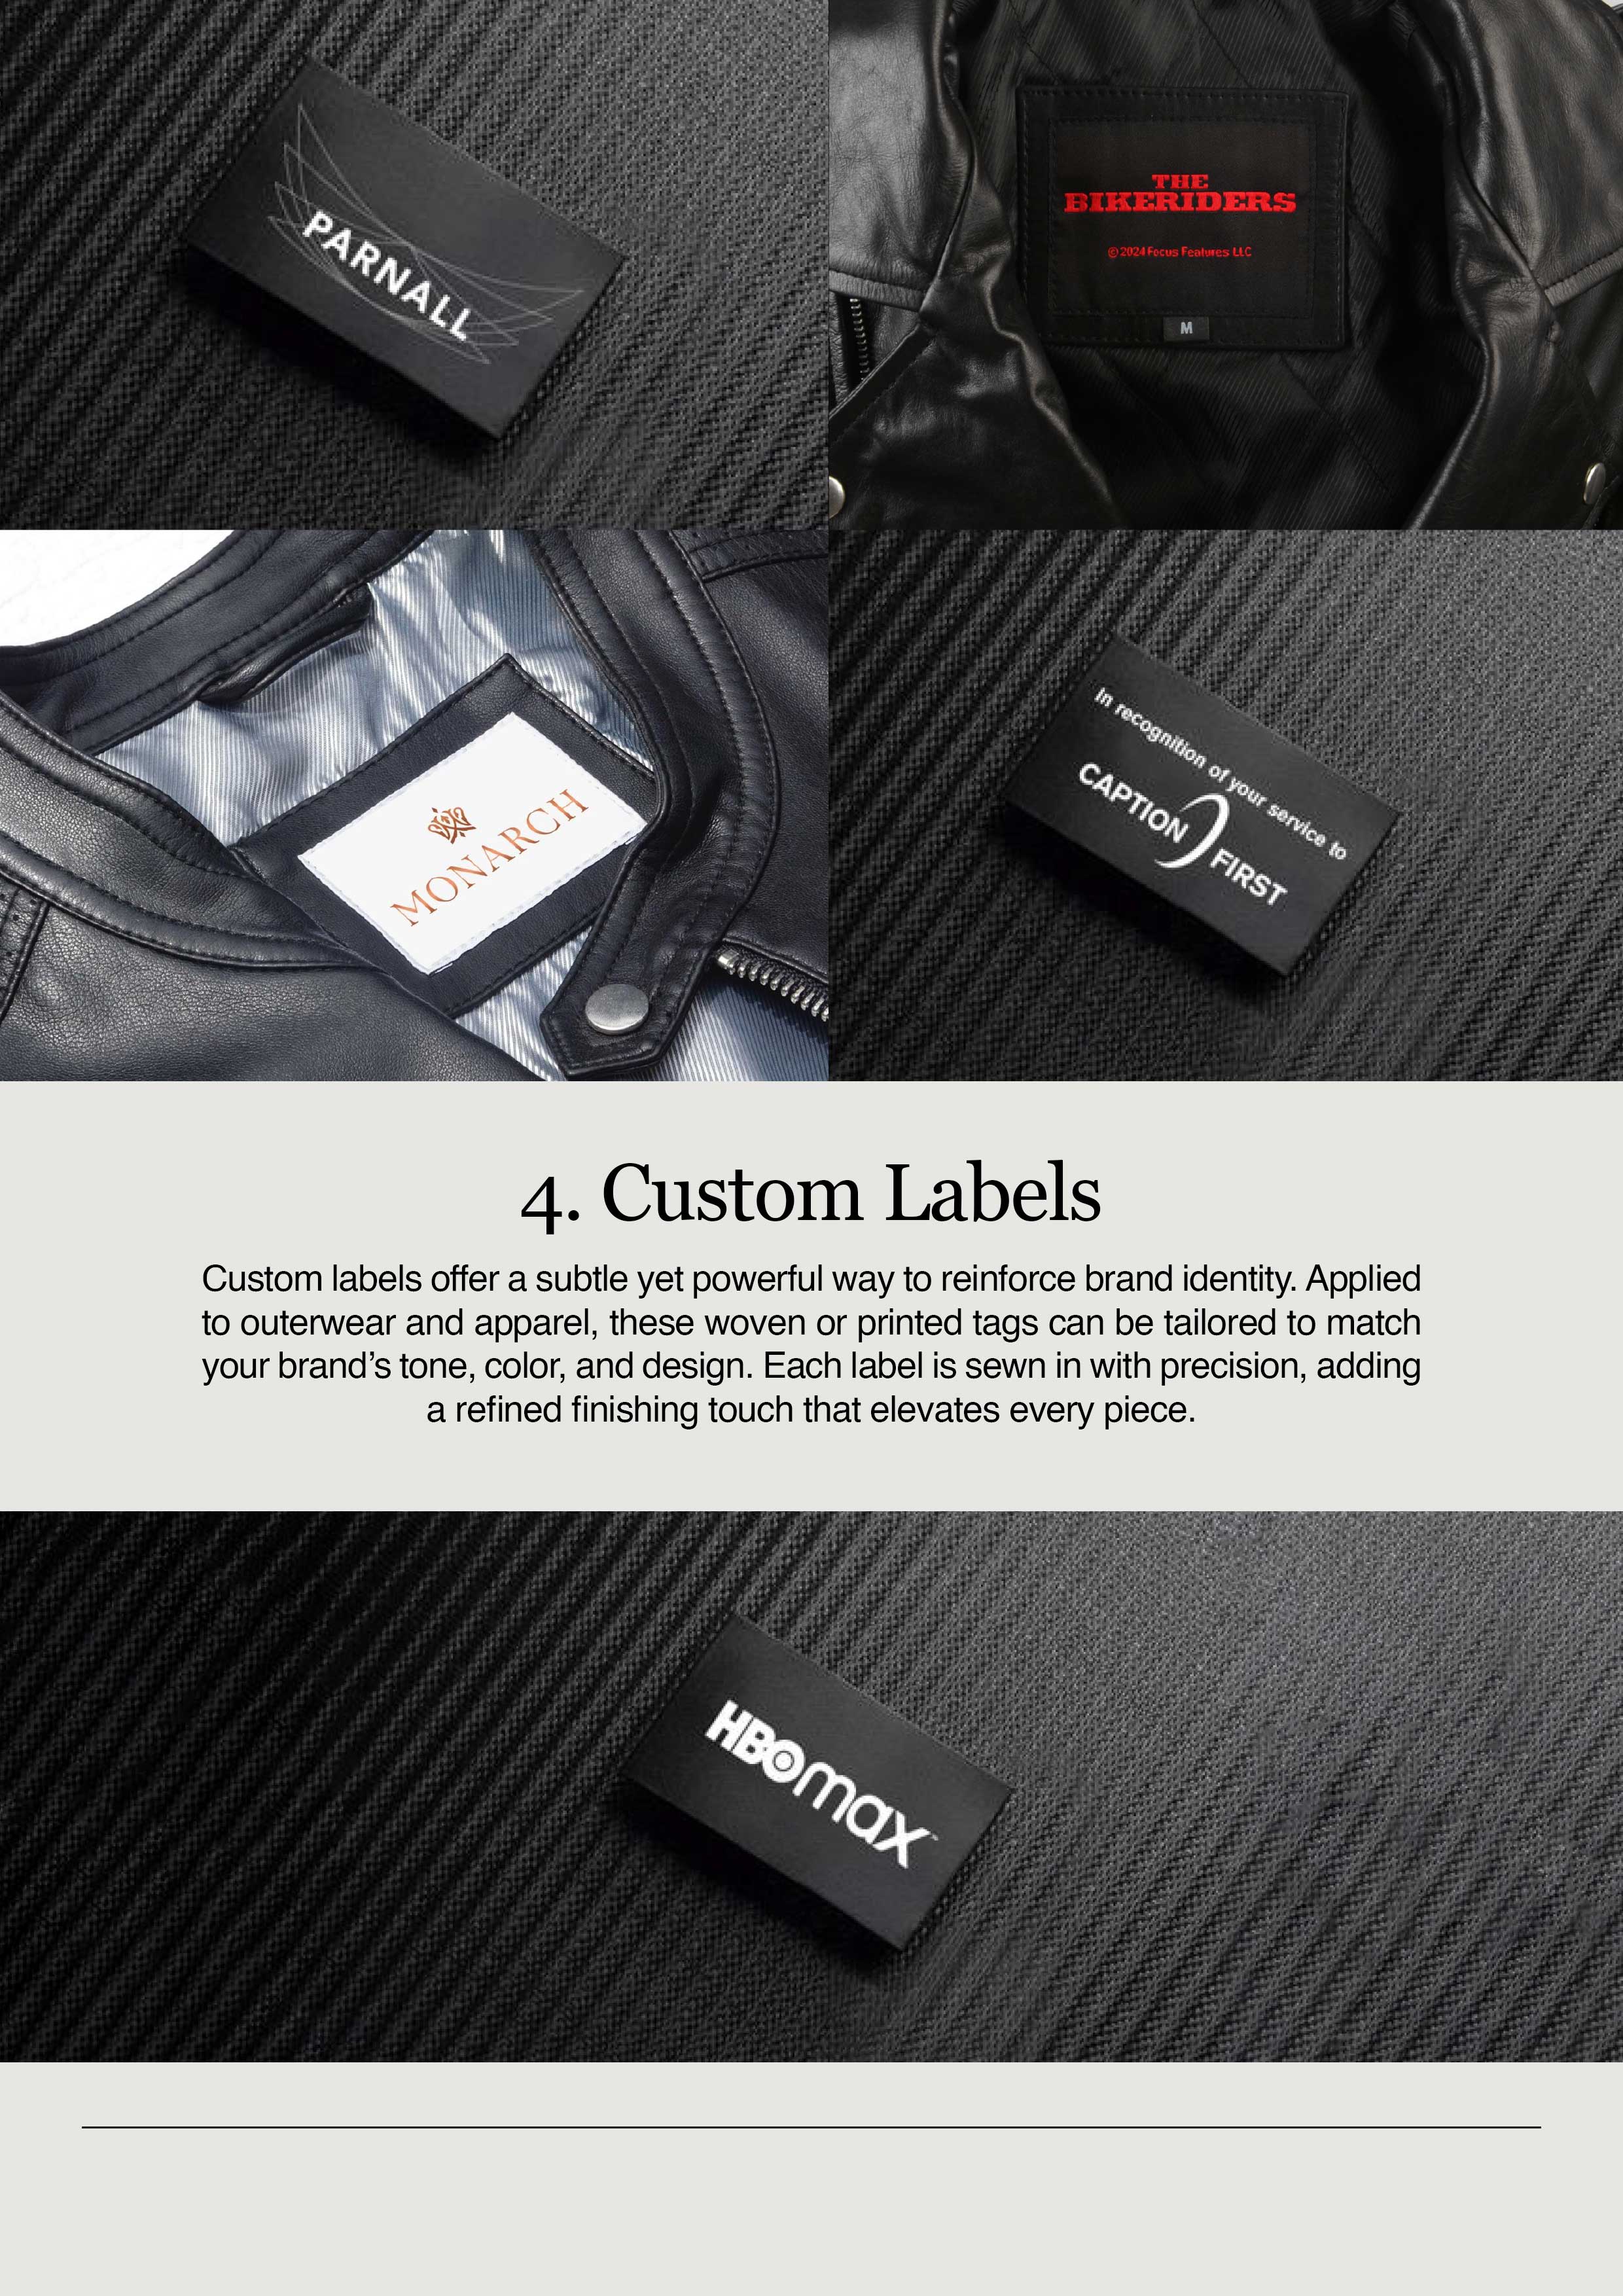 PARNALL
THE
BIKERIDERS
© 2024 Focus Features LLC
M
MONARCH
In recognition of your service to
CAPTION FIRST
4. Custom Labels
Custom labels offer a subtle yet powerful way to reinforce brand identity. Applied
to outerwear and apparel, these woven or printed tags can be tailored to match
your brand’s tone, color, and design. Each label is sewn in with precision, adding
a refined finishing touch that elevates every piece.
HBOmax™